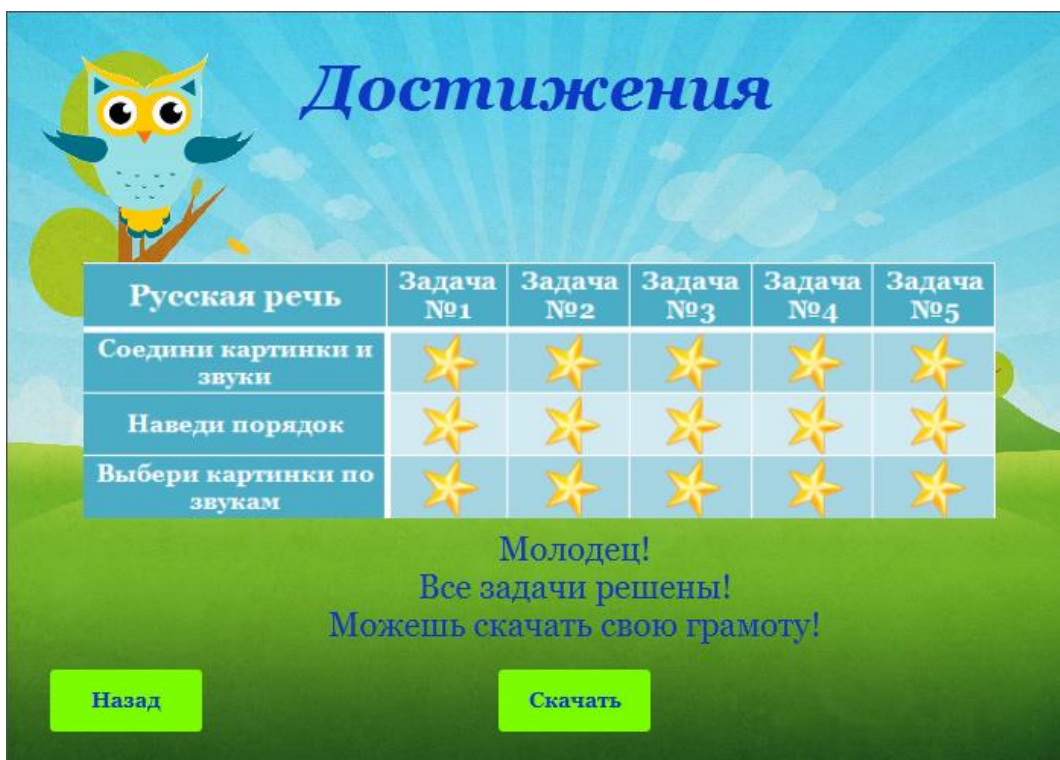 Достижения
Русская речь
Задача №1
Задача №2
Задача №3
Задача №4
Задача №5
Соедини картинки и
звуки
Наведи порядок
Выбери картинки по
звукам
Молодец!
Все задачи решены!
Можешь скачать свою грамоту!
Назад
Скачать